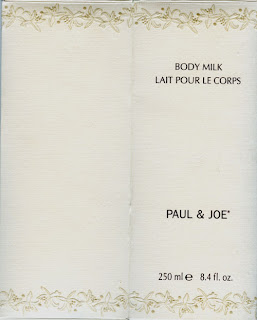 BODY MILK
LAIT POUR LE CORPS
PAUL & JOE*
250 ml ℮ 8.4 fl. oz.